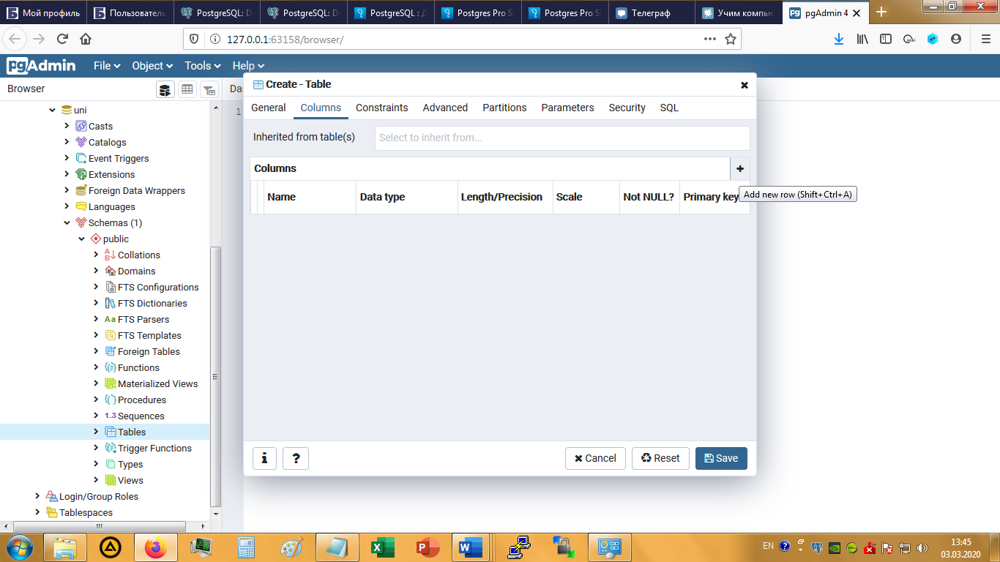 Мой профиль
Пользователь
PostgreSQL: D
PostgreSQL: D
PostgreSQL : Д
Postgres Pro S
Postgres Pro S
Телеграф
Учим компью
pgAdmin 4
127.0.0.1:63158/browser/
pgAdmin File Object Tools Help
Browser
Da
Create - Table
General Columns Constraints Advanced Partitions Parameters Security SQL
Inherited from table(s) Select to inherit from...
Columns
Name Data type Length/Precision Scale Not NULL? Primary key
Add new row (Shift+Ctrl+A)
1
uni
Casts
Catalogs
Event Triggers
Extensions
Foreign Data Wrappers
Languages
Schemas (1)
public
Collations
Domains
FTS Configurations
FTS Dictionaries
Aa FTS Parsers
FTS Templates
Foreign Tables
Functions
Materialized Views
Procedures
1..3 Sequences
Tables
Trigger Functions
Types
Views
Login/Group Roles
Tablespaces
i ? Cancel Reset Save
EN
13:45
03.03.2020